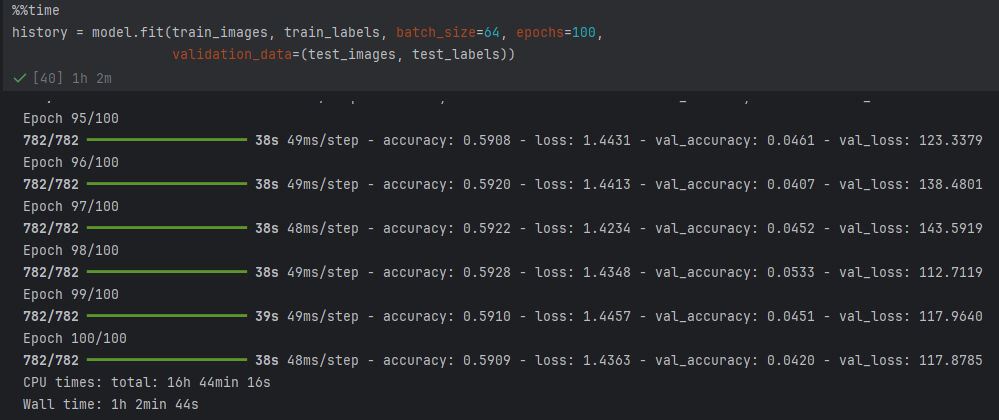 %%time
history = model.fit(train_images, train_labels, batch_size=64, epochs=100,
validation_data=(test_images, test_labels))
[40] 1h 2m
Epoch 95/100
782/782 38s 49ms/step - accuracy: 0.5908 - loss: 1.4431 - val_accuracy: 0.0461 - val_loss: 123.3379
Epoch 96/100
782/782 38s 49ms/step - accuracy: 0.5920 - loss: 1.4413 - val_accuracy: 0.0407 - val_loss: 138.4801
Epoch 97/100
782/782 38s 48ms/step - accuracy: 0.5922 - loss: 1.4234 - val_accuracy: 0.0452 - val_loss: 143.5919
Epoch 98/100
782/782 38s 49ms/step - accuracy: 0.5928 - loss: 1.4348 - val_accuracy: 0.0533 - val_loss: 112.7119
Epoch 99/100
782/782 39s 49ms/step - accuracy: 0.5910 - loss: 1.4457 - val_accuracy: 0.0451 - val_loss: 117.9640
Epoch 100/100
782/782 38s 48ms/step - accuracy: 0.5909 - loss: 1.4363 - val_accuracy: 0.0420 - val_loss: 117.8785
CPU times: total: 16h 44min 16s
Wall time: 1h 2min 44s